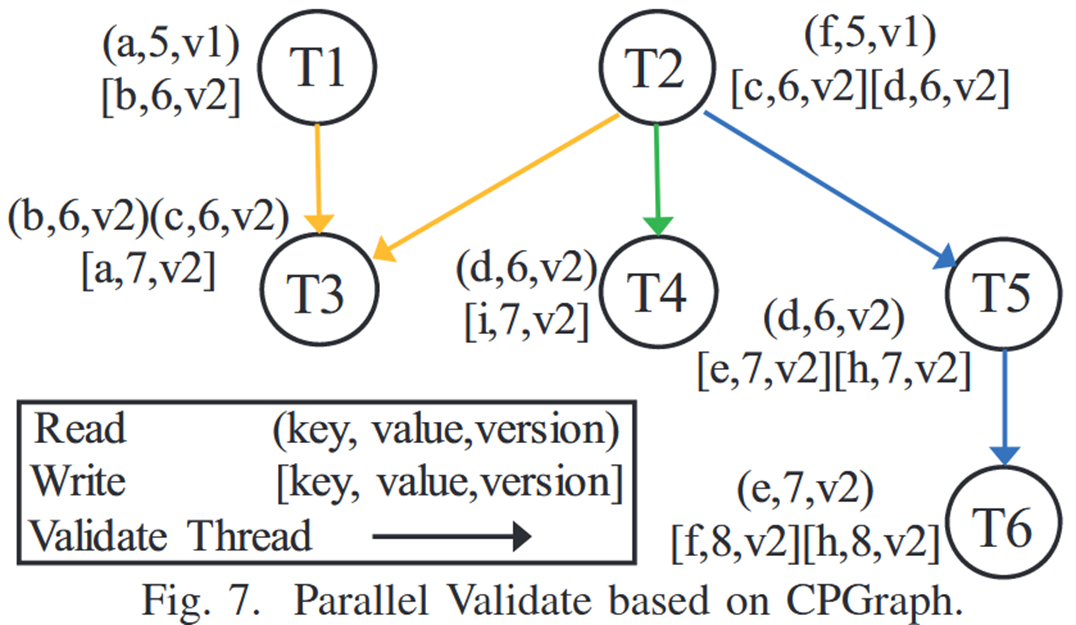 (a,5,v1)
[b,6,v2]
T1
T2
(f,5,v1)
[c,6,v2][d,6,v2]
(b,6,v2)(c,6,v2)
[a,7,v2]
T3
(d,6,v2)
[i,7,v2]
T4
(d,6,v2)
[e,7,v2][h,7,v2]
T5
(e,7,v2)
[f,8,v2][h,8,v2]
T6
Read (key, value,version)
Write [key, value,version]
Validate Thread
Fig. 7. Parallel Validate based on CPGraph.